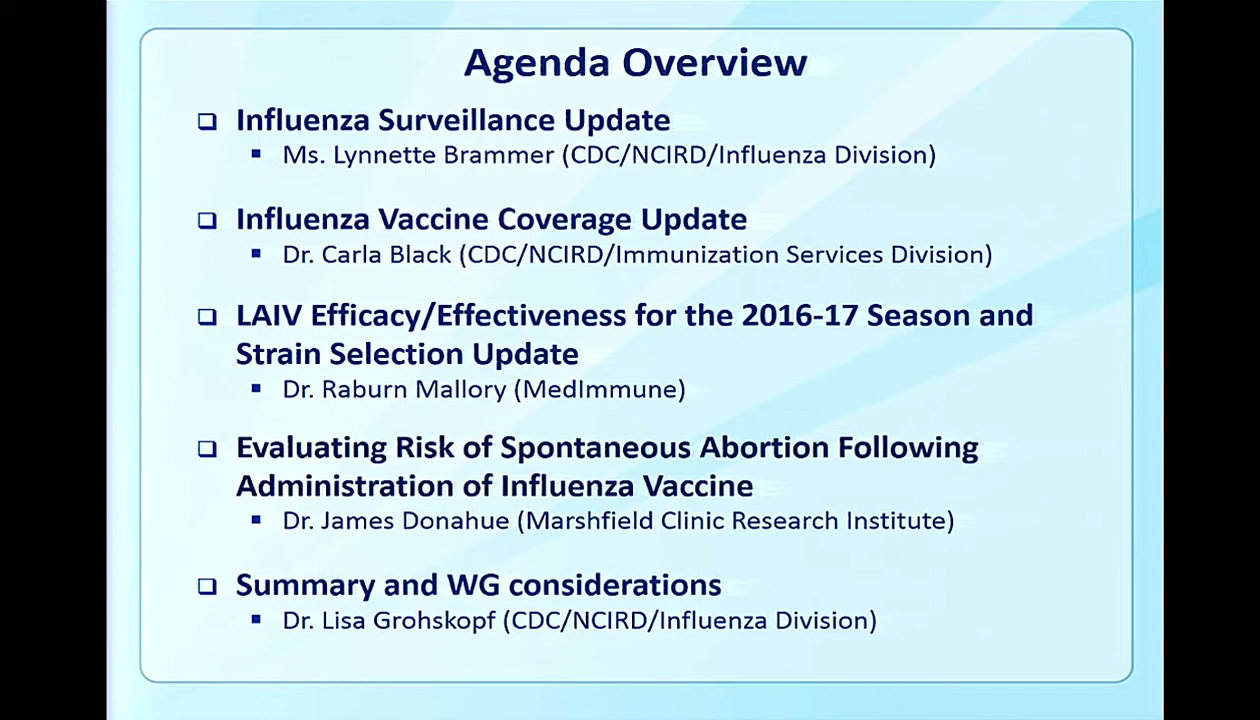 Agenda Overview
Influenza Surveillance Update
Ms. Lynnette Brammer (CDC/NCIRD/Influenza Division)
Influenza Vaccine Coverage Update
Dr. Carla Black (CDC/NCIRD/Immunization Services Division)
LAIV Efficacy/Effectiveness for the 2016-17 Season and
Strain Selection Update
Dr. Raburn Mallory (MedImmune)
Evaluating Risk of Spontaneous Abortion Following
Administration of Influenza Vaccine
Dr. James Donahue (Marshfield Clinic Research Institute)
Summary and WG considerations
Dr. Lisa Grohskopf (CDC/NCIRD/Influenza Division)